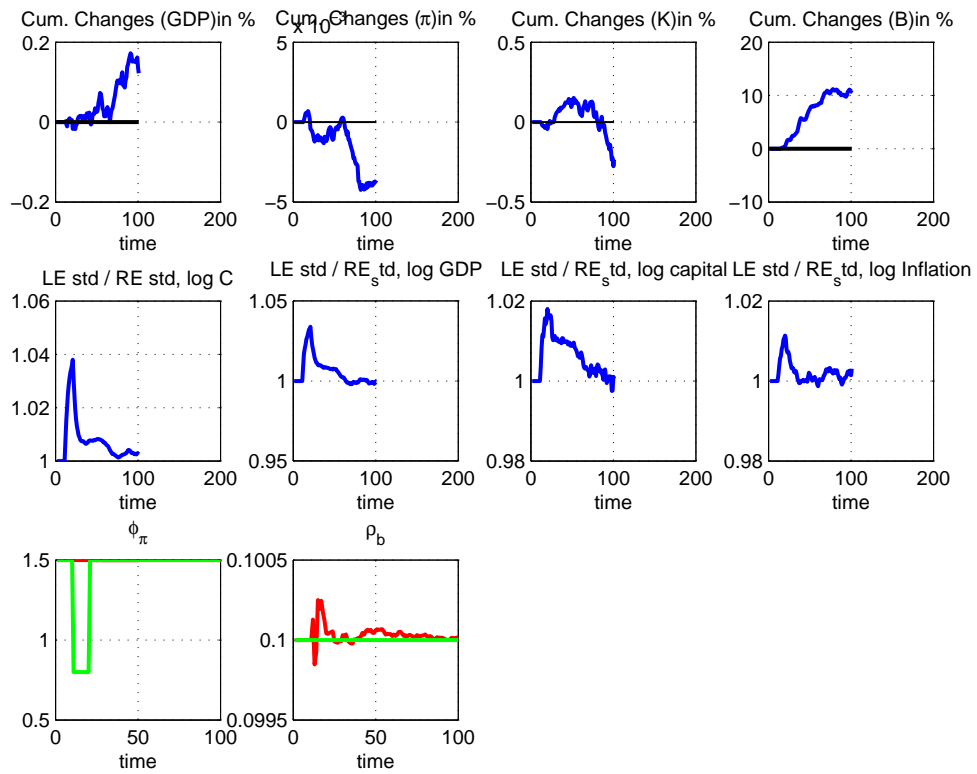 Cum. Changes (GDP)in %
Cum. Changes (π)in %
Cum. Changes (K)in %
Cum. Changes (B)in %
x 10⁻³
0.2
0
−0.2
0 100 200
time
5
0
−5
0 100 200
time
0.5
0
−0.5
0 100 200
time
20
10
0
−10
0 100 200
time
LE std / RE std, log C
LE std / REstd, log GDP
LE std / REstd, log capital
LE std / REstd, log Inflation
1.06
1.04
1.02
1
0 100 200
time
1.05
1
0.95
0 100 200
time
1.02
1
0.98
0 100 200
time
1.02
1
0.98
0 100 200
time
ϕπ
1.5
1
0.5
0 50 100
time
ρb
0.1005
0.1
0.0995
0 50 100
time